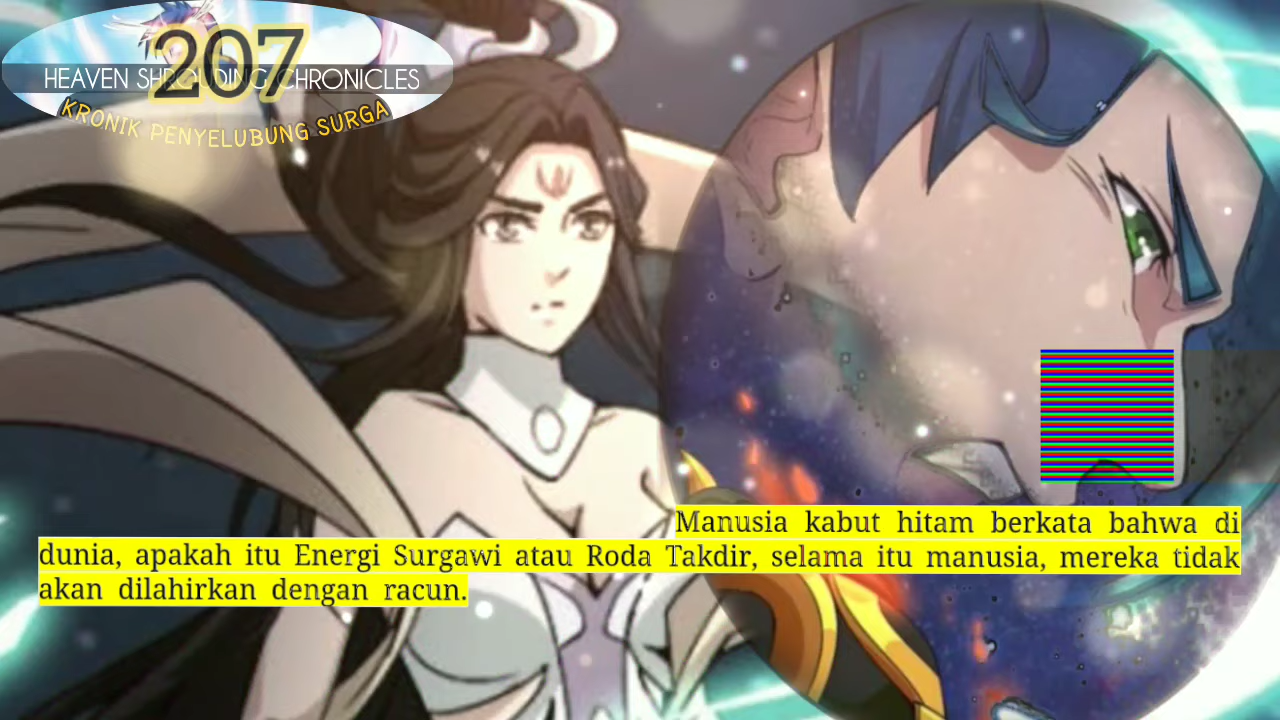 207
HEAVEN SHROUDING CHRONICLES
KRONIK PENYELUBUNG SURGA
Manusia kabut hitam berkata bahwa di
dunia, apakah itu Energi Surgawi atau Roda Takdir, selama itu manusia, mereka tidak
akan dilahirkan dengan racun.